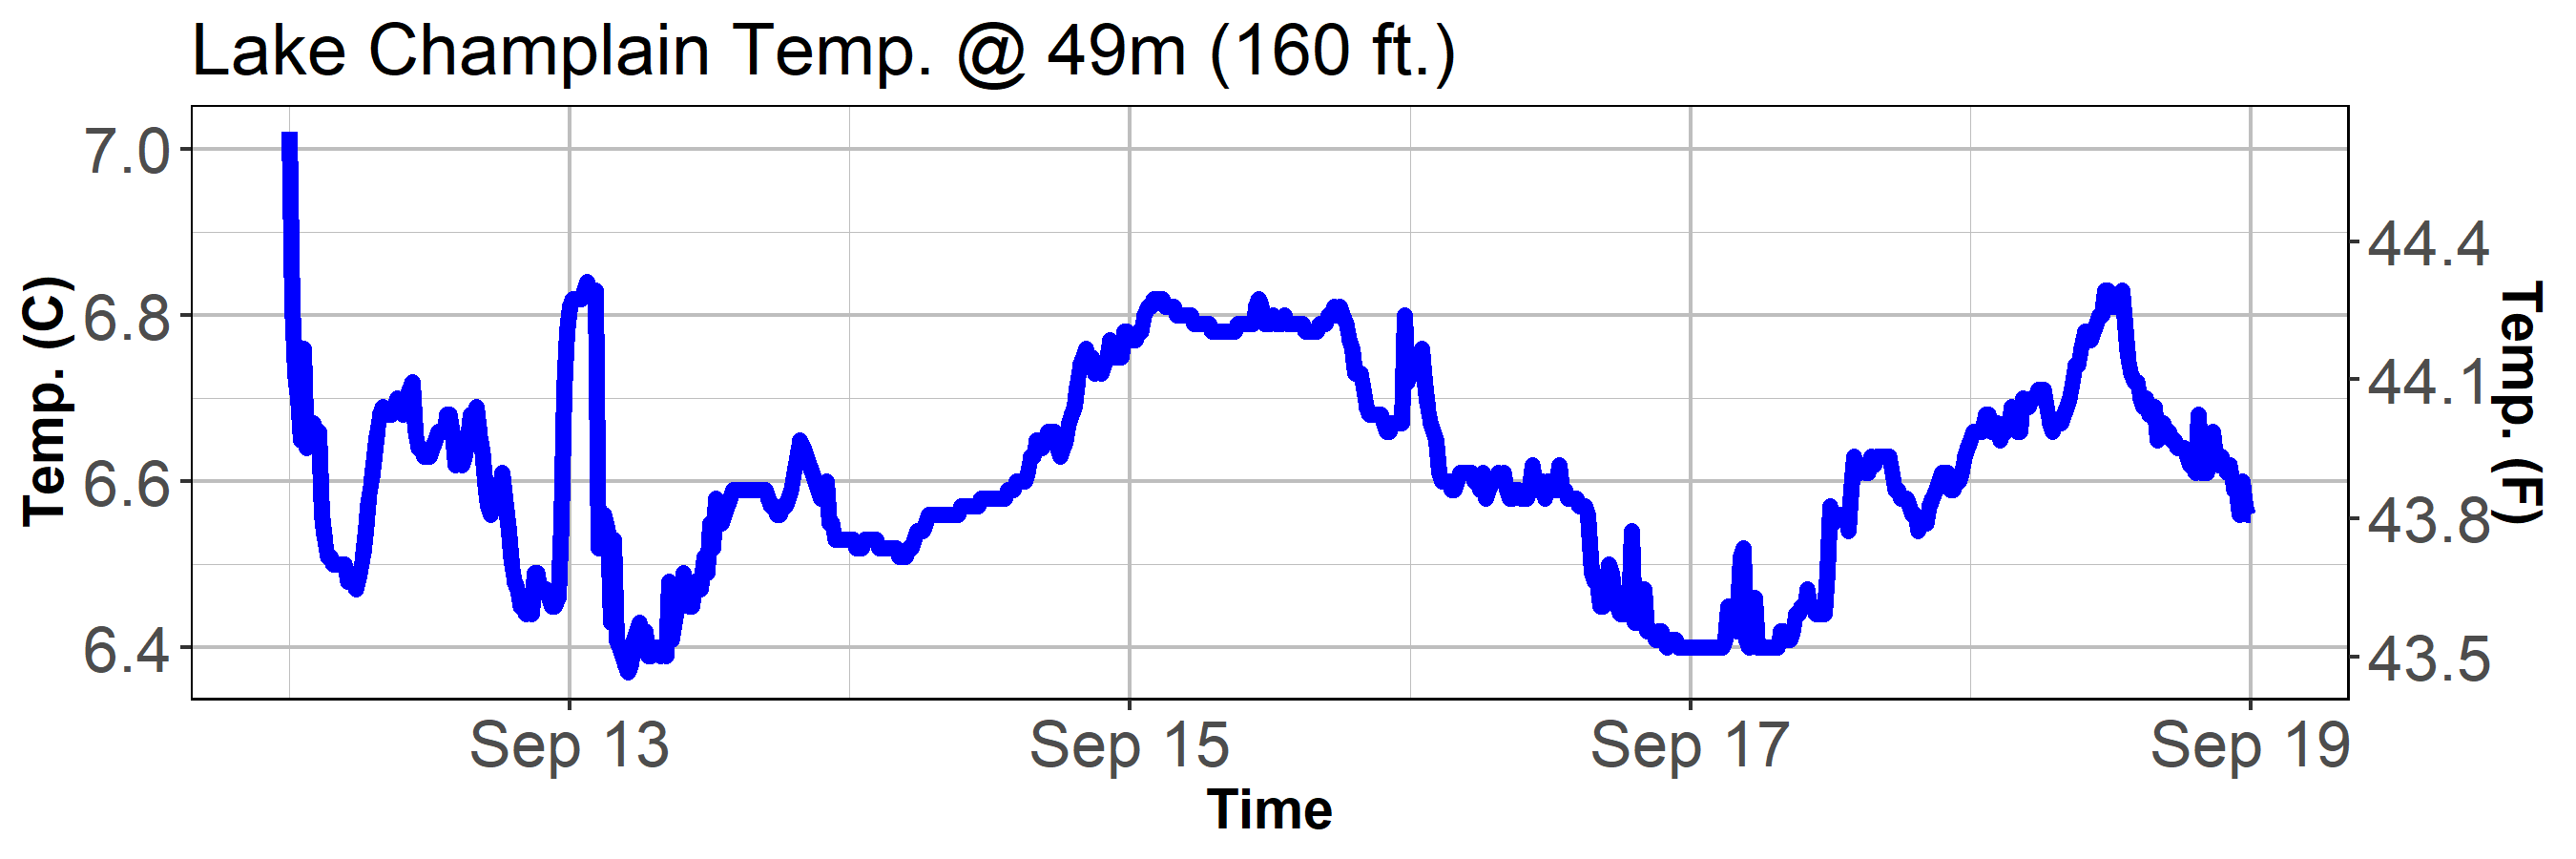 Lake Champlain Temp. @ 49m (160 ft.)
Temp. (C)
7.0
6.8
6.6
6.4
44.4
44.1
43.8
43.5
Temp. (F)
Sep 13
Sep 15
Sep 17
Sep 19
Time